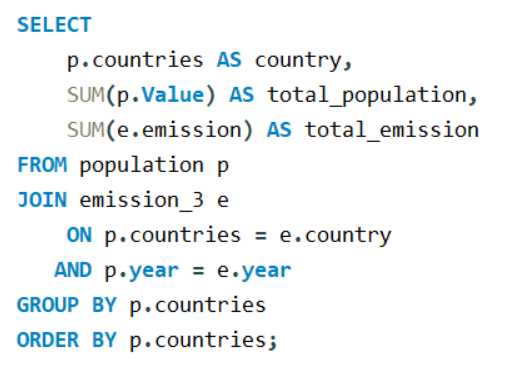 SELECT
p.countries AS country,
SUM(p.Value) AS total_population,
SUM(e.emission) AS total_emission
FROM population p
JOIN emission_3 e
ON p.countries = e.country
AND p.year = e.year
GROUP BY p.countries
ORDER BY p.countries;